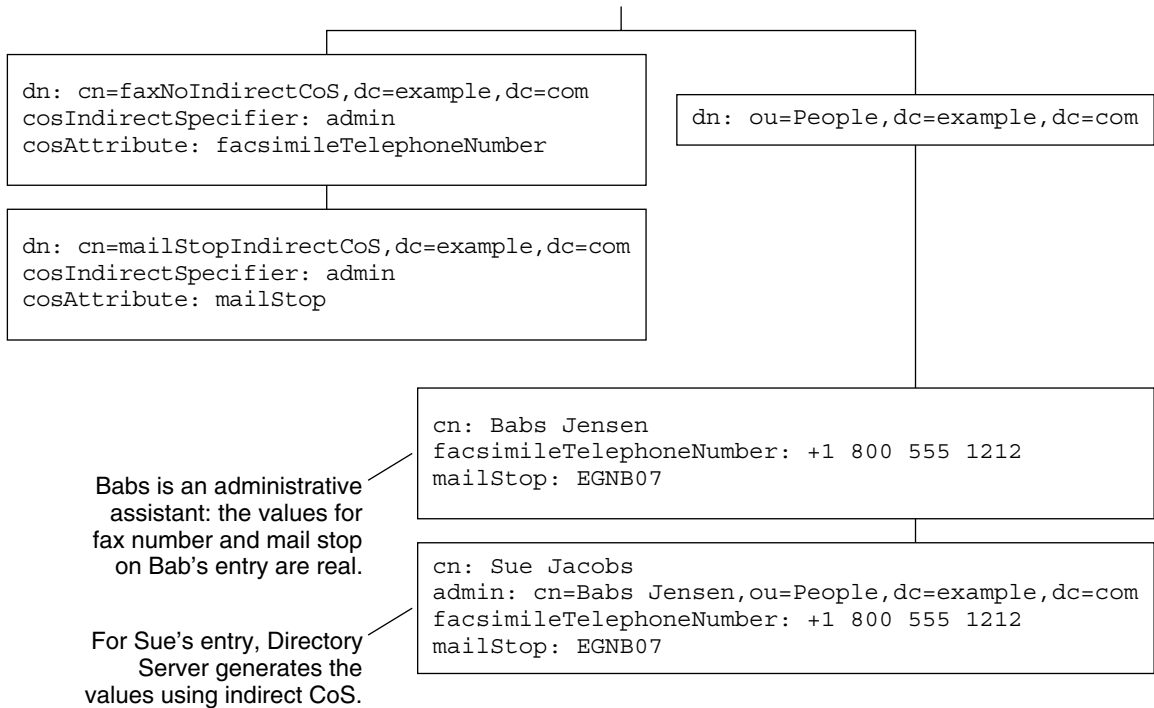 dn: cn=faxNoIndirectCoS,dc=example,dc=com
cosIndirectSpecifier: admin
cosAttribute: facsimileTelephoneNumber
dn: ou=People,dc=example,dc=com
dn: cn=mailStopIndirectCoS,dc=example,dc=com
cosIndirectSpecifier: admin
cosAttribute: mailStop
cn: Babs Jensen
facsimileTelephoneNumber: +1 800 555 1212
mailStop: EGNB07
Babs is an administrative
assistant: the values for
fax number and mail stop
on Bab's entry are real.
cn: Sue Jacobs
admin: cn=Babs Jensen,ou=People,dc=example,dc=com
facsimileTelephoneNumber: +1 800 555 1212
mailStop: EGNB07
For Sue's entry, Directory
Server generates the
values using indirect CoS.